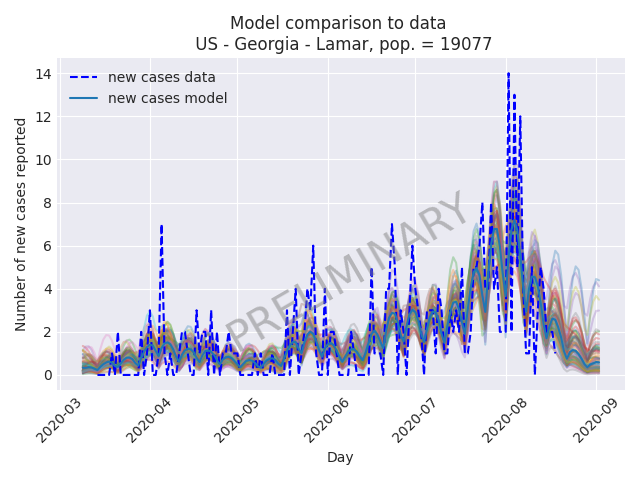 Model comparison to data
US - Georgia - Lamar, pop. = 19077
new cases data
new cases model
PRELIMINARY
Number of new cases reported
14
12
10
8
6
4
2
0
2020-03
2020-04
2020-05
2020-06
2020-07
2020-08
2020-09
Day